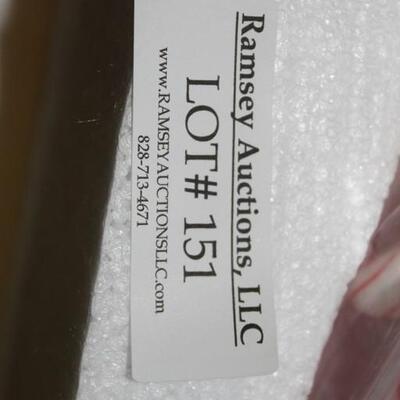 Ramsey Auctions, LLC
LOT# 151
www.RAMSEYAUCTIONSLLC.com
828-713-4671